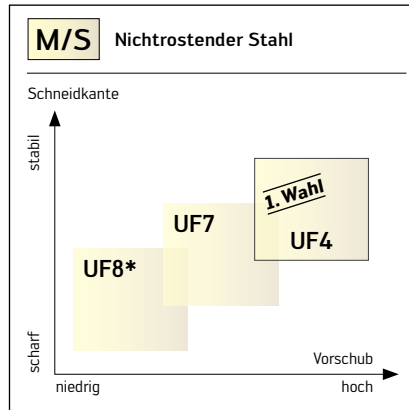 M/S Nichtrostender Stahl
Schneidkante
stabil
1. Wahl
UF4
UF7
UF8*
scharf
Vorschub
niedrig
hoch